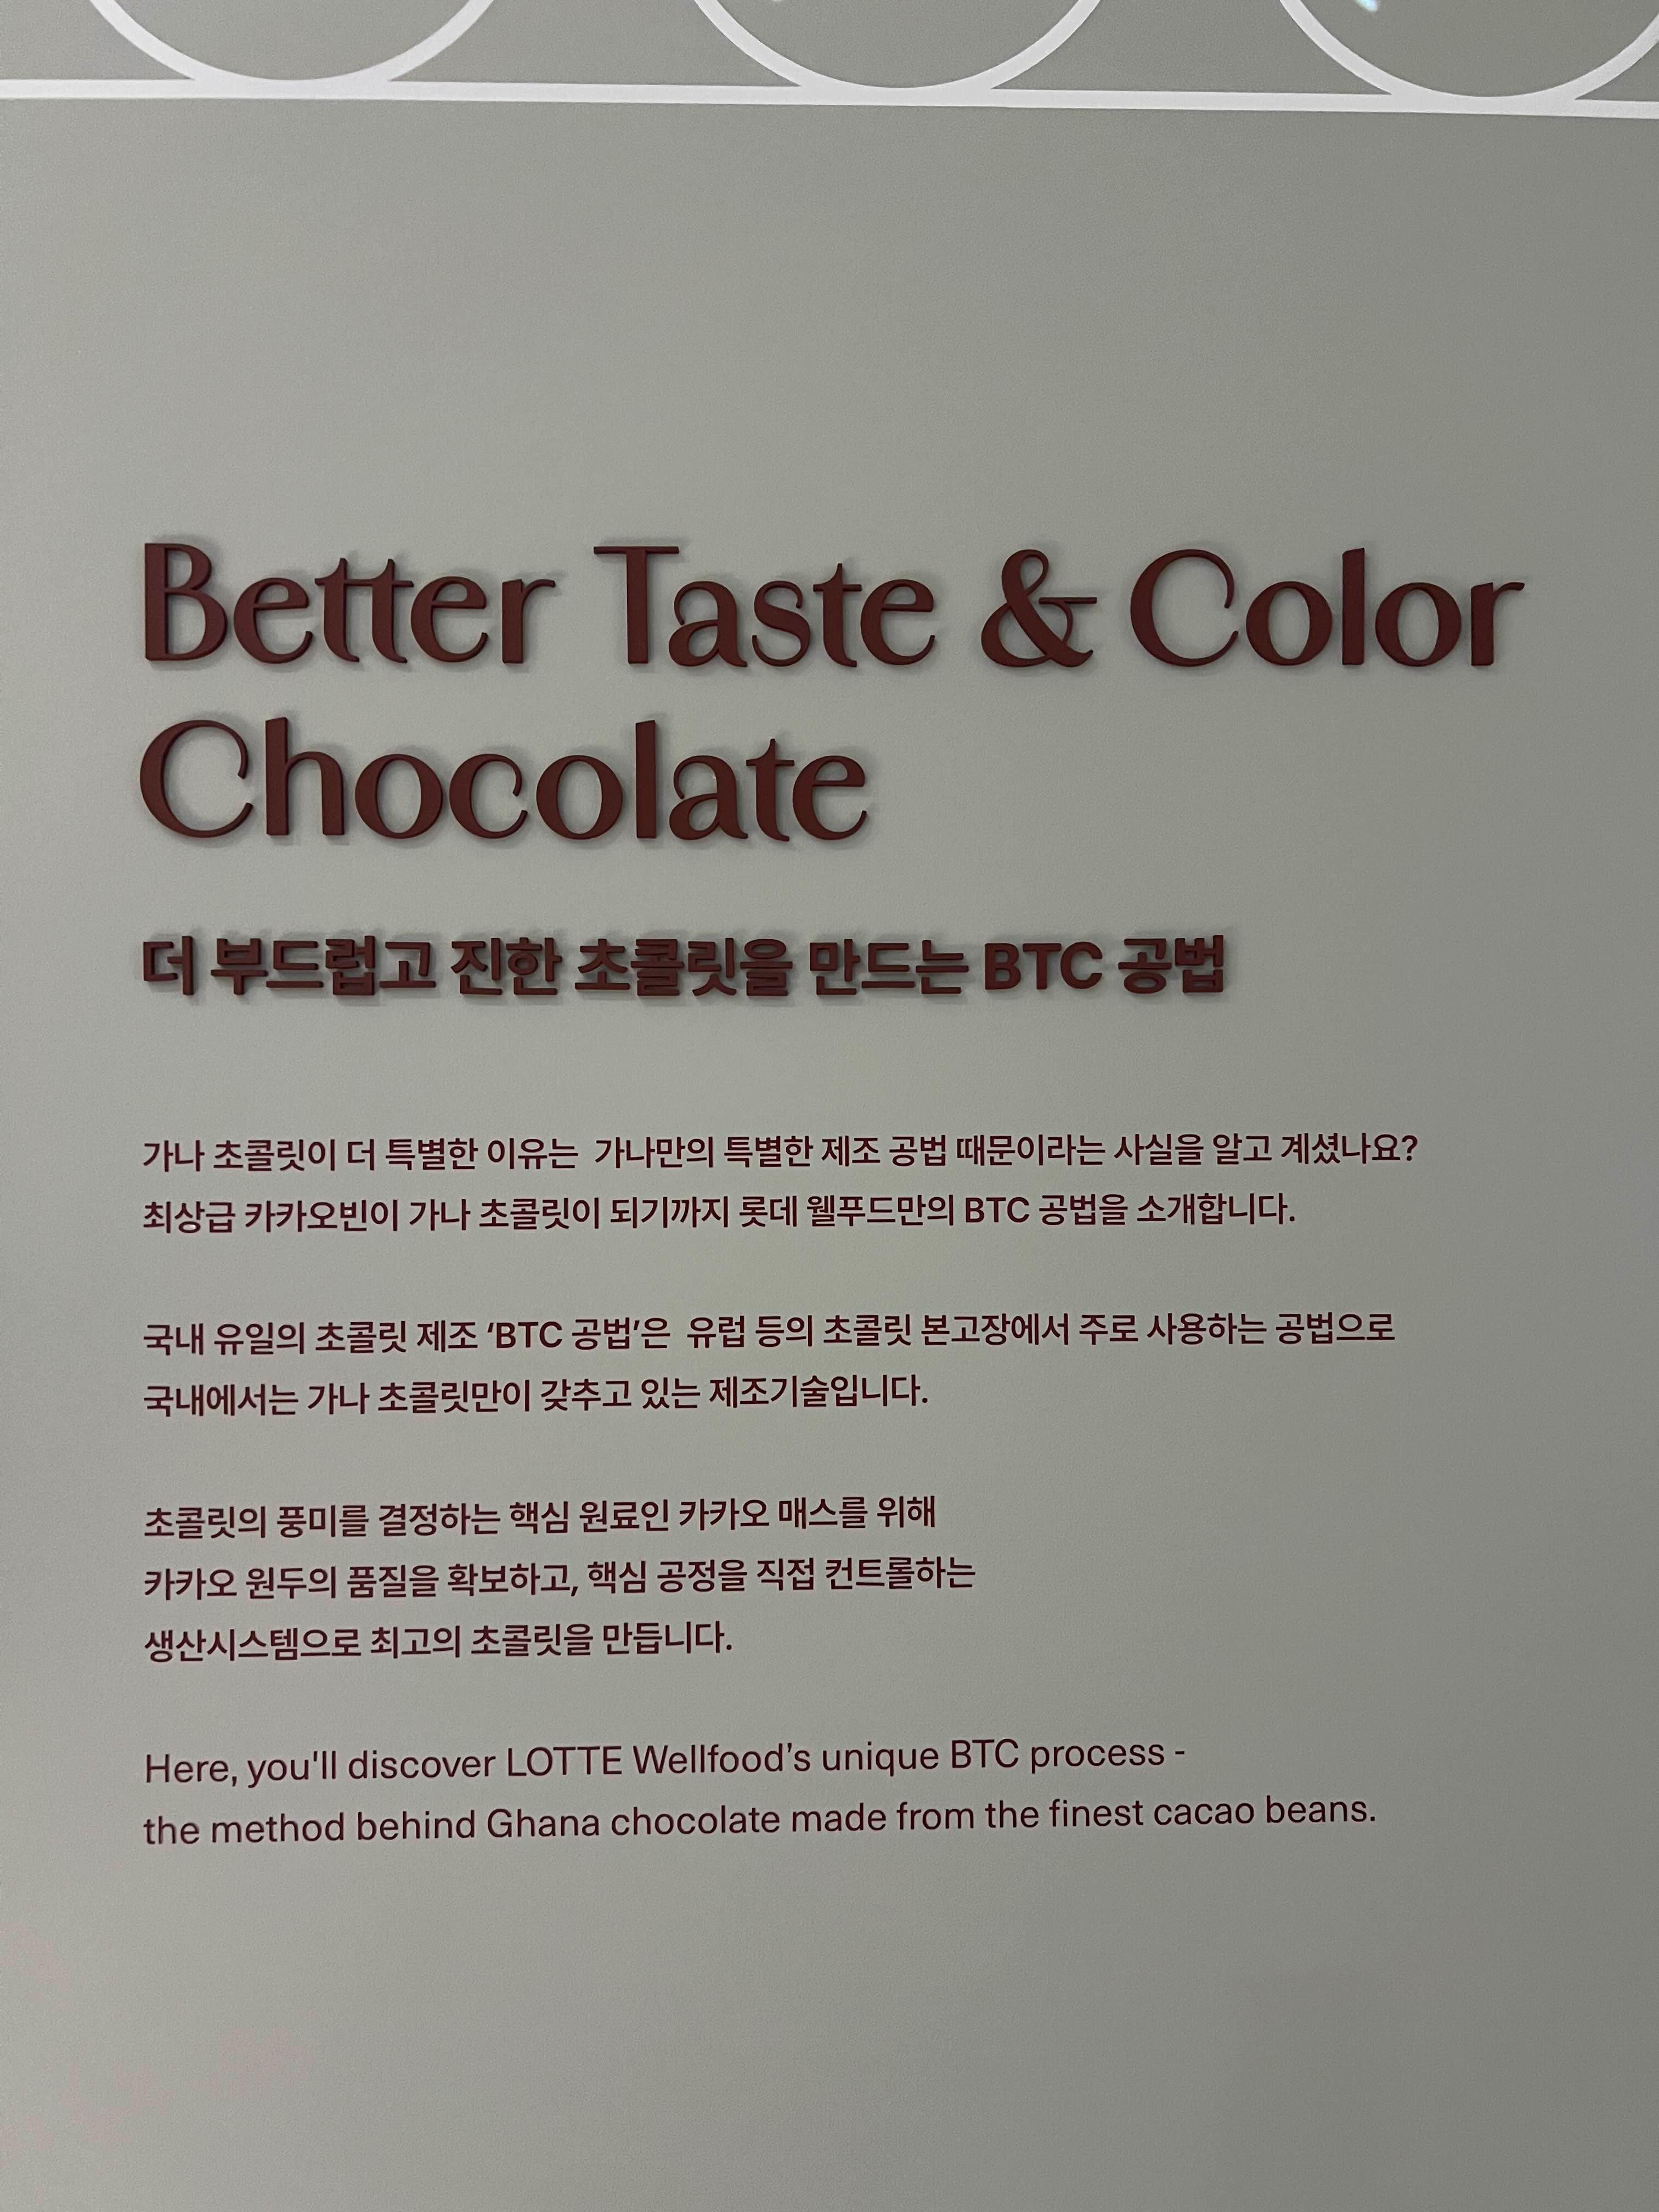 Better Taste & Color
Chocolate
더 부드럽고 진한 초콜릿을 만드는 BTC 공법
가나 초콜릿이 더 특별한 이유는 가나만의 특별한 제조 공법 때문이라는 사실을 알고 계셨나요?
최상급 카카오빈이 가나 초콜릿이 되기까지 롯데 웰푸드만의 BTC 공법을 소개합니다.
국내 유일의 초콜릿 제조 ‘BTC 공법’은 유럽 등의 초콜릿 본고장에서 주로 사용하는 공법으로
국내에서는 가나 초콜릿만이 갖추고 있는 제조기술입니다.
초콜릿의 풍미를 결정하는 핵심 원료인 카카오 매스를 위해
카카오 원두의 품질을 확보하고, 핵심 공정을 직접 컨트롤하는
생산시스템으로 최고의 초콜릿을 만듭니다.
Here, you'll discover LOTTE Wellfood’s unique BTC process -
the method behind Ghana chocolate made from the finest cacao beans.